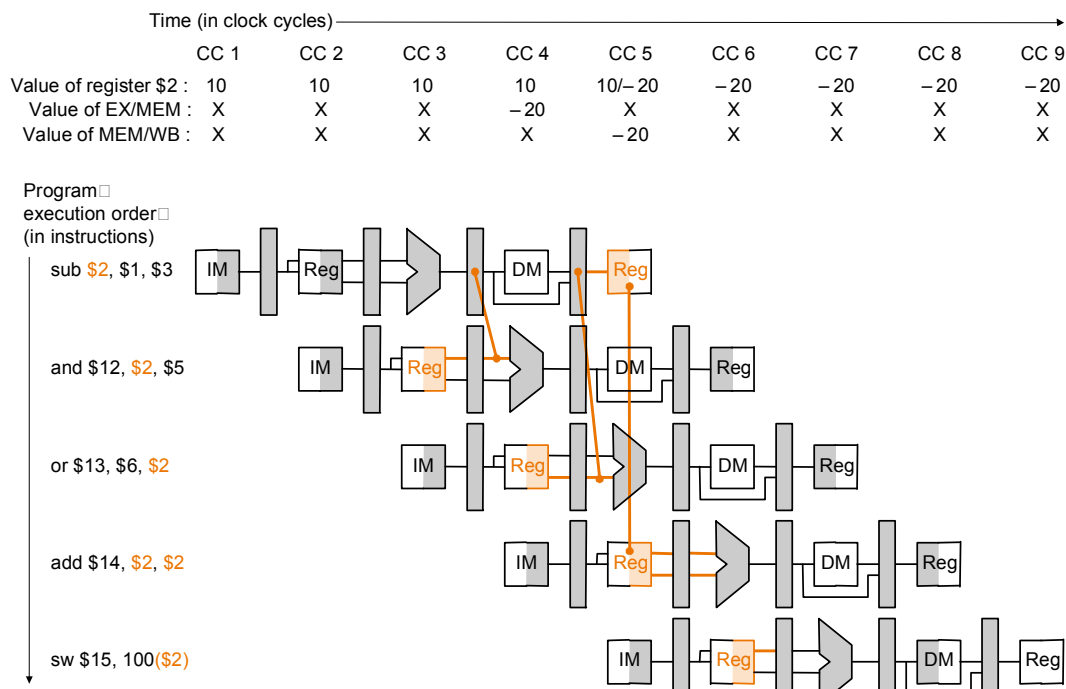 Time (in clock cycles)
CC 1 CC 2 CC 3 CC 4 CC 5 CC 6 CC 7 CC 8 CC 9
Value of register $2 : 10 10 10 10 10/– 20 – 20 – 20 – 20 – 20
Value of EX/MEM : X X X – 20 X X X X X
Value of MEM/WB : X X X X – 20 X X X X
Program□
execution order□
(in instructions)
sub $2, $1, $3 IM Reg DM Reg
and $12, $2, $5 IM Reg DM Reg
or $13, $6, $2 IM Reg DM Reg
add $14, $2, $2 IM Reg DM Reg
sw $15, 100($2) IM Reg DM Reg